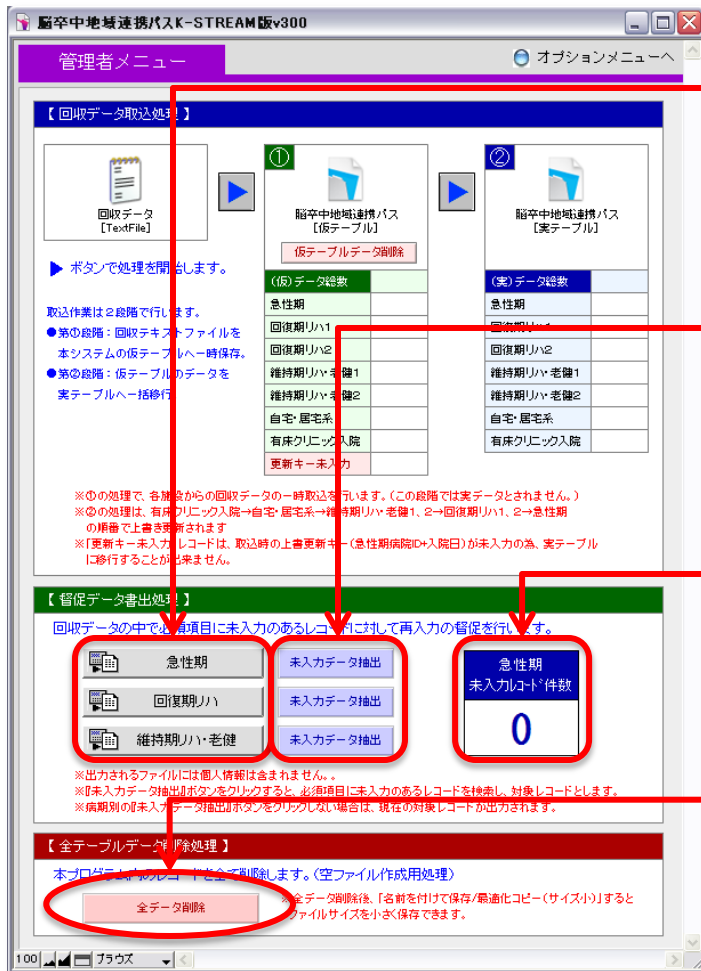 脳卒中地域連携パスK-STREAM版v300
管理者メニュー
オプションメニューへ
【 回収データ取込処理 】
①
②
回収データ
[TextFile]
脳卒中地域連携パス
[仮テーブル]
脳卒中地域連携パス
[実テーブル]
仮テーブルデータ削除
▶ ボタンで処理を開始します。
取込作業は2段階で行います。
●第①段階：回収テキストファイルを
本システムの仮テーブルへ一時保存。
●第②段階：仮テーブルのデータを
実テーブルへ一括移行
(仮)データ総数
急性期
回復期リハ1
回復期リハ2
維持期リハ・老健1
維持期リハ・老健2
自宅・居宅系
有床クリニック入院
更新キー未入力
(実)データ総数
急性期
回復期リハ1
回復期リハ2
維持期リハ・老健1
維持期リハ・老健2
自宅・居宅系
有床クリニック入院
※①の処理で、各施設からの回収データの一時取込を行います。(この段階では実データとされません。)
※②の処理は、有床クリニック入院→自宅・居宅系→維持期リハ・老健1、2→回復期リハ1、2→急性期
の順番で上書き更新されます
※「更新キー未入力」レコードは、取込時の上書更新キー(急性期病院ID+入院日)が未入力の為、実テーブル
に移行することが出来ません。
【 督促データ書出処理 】
回収データの中で必須項目に未入力のあるレコードに対して再入力の督促を行います。
急性期
未入力データ抽出
回復期リハ
未入力データ抽出
維持期リハ・老健
未入力データ抽出
急性期
未入力レコード件数
0
※出力されるファイルには個人情報は含まれません。。
※『未入力データ抽出』ボタンをクリックすると、必須項目に未入力のあるレコードを検索し、対象レコードとします。
※病期別の『未入力データ抽出』ボタンをクリックしない場合は、現在の対象レコードが出力されます。
【 全テーブルデータ削除処理 】
本プログラム内のレコードを全て削除します。(空ファイル作成用処理)
全データ削除
※全データ削除後、「名前を付けて保存/最適化コピー(サイズ小)」すると
ファイルサイズを小さく保存できます。
100
ブラウズ